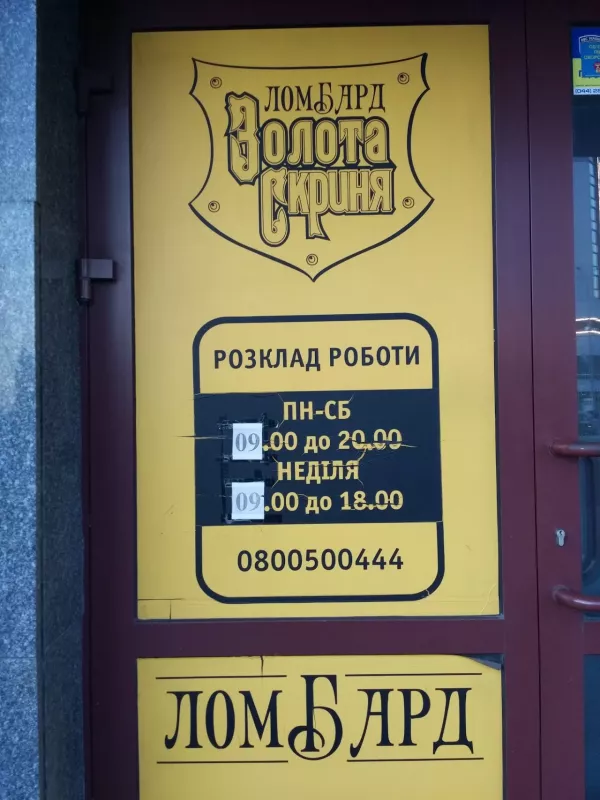 ЛОМБАРД
Золота
Скриня
РОЗКЛАД РОБОТИ
ПН-СБ
09.00 до 20.00
НЕДІЛЯ
09.00 до 18.00
0800500444
ЛОМБАРД